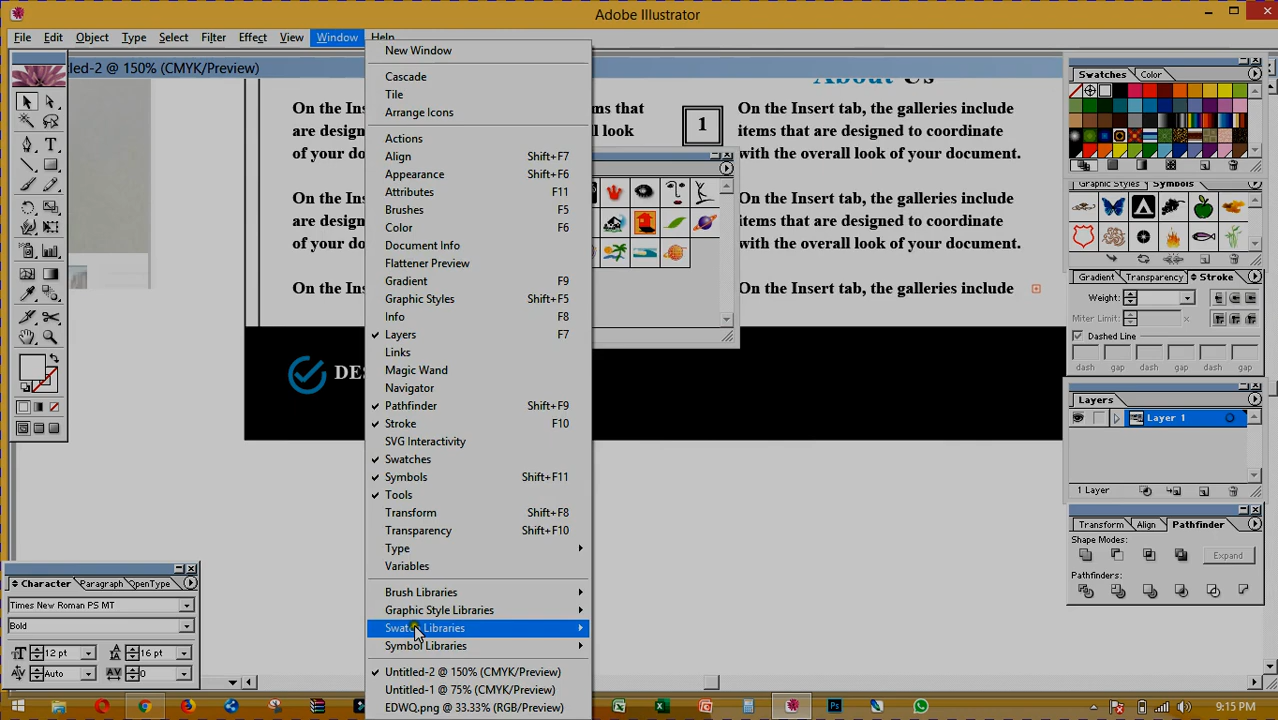 Adobe Illustrator
File Edit Object Type Select Filter Effect View Window Help
tled-2 @ 150% (CMYK/Preview)
New Window
Cascade
Tile
Arrange Icons
Actions
Align Shift+F7
Appearance Shift+F6
Attributes F11
Brushes F5
Color F6
Document Info
Flattener Preview
Gradient F9
Graphic Styles Shift+F5
Info F8
Layers F7
Links
Magic Wand
Navigator
Pathfinder Shift+F9
Stroke F10
SVG Interactivity
Swatches
Symbols Shift+F11
Tools
Transform Shift+F8
Transparency Shift+F10
Type
Variables
Brush Libraries
Graphic Style Libraries
Swatch Libraries
Symbol Libraries
Untitled-2 @ 150% (CMYK/Preview)
Untitled-1 @ 75% (CMYK/Preview)
EDWQ.png @ 33.33% (RGB/Preview)
On the Ins
are design
of your do
On the Ins
are design
of your do
On the Ins
ms that
look
1
About Us
On the Insert tab, the galleries include
items that are designed to coordinate
with the overall look of your document.
On the Insert tab, the galleries include
items that are designed to coordinate
with the overall look of your document.
On the Insert tab, the galleries include
DES
Swatches Color
Graphic Styles Symbols
Gradient Transparency Stroke
Weight:
Miter Limit:
Dashed Line
dash gap dash gap dash gap
Layers
Layer 1
1 Layer
Transform Align Pathfinder
Shape Modes:
Expand
Pathfinders:
Character Paragraph OpenType
Times New Roman PS MT
Bold
12 pt 16 pt
Auto 0
9:15 PM